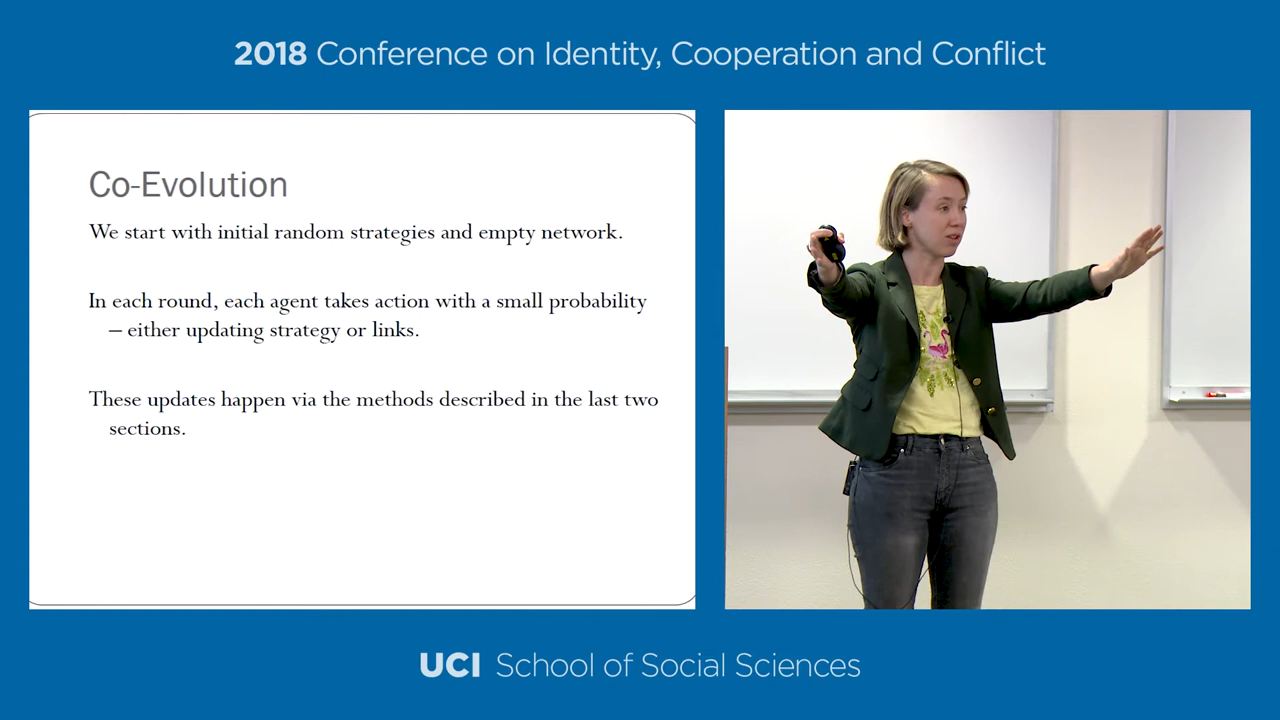 2018 Conference on Identity, Cooperation and Conflict
Co-Evolution
We start with initial random strategies and empty network.
In each round, each agent takes action with a small probability
– either updating strategy or links.
These updates happen via the methods described in the last two
sections.
UCI School of Social Sciences